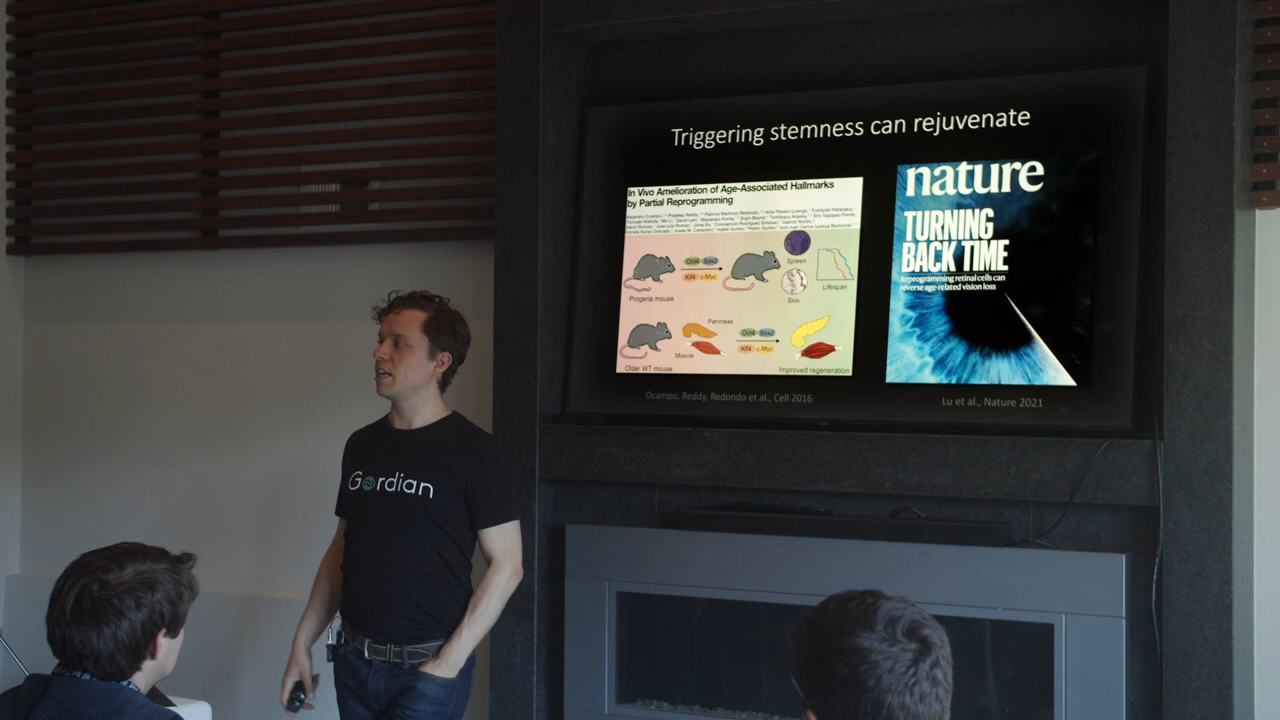 Triggering stemness can rejuvenate
In Vivo Amelioration of Age-Associated Hallmarks
by Partial Reprogramming
Oct4 Sox2
Klf4 c-Myc
Progeria mouse
Spleen
Skin
Lifespan
Pancreas
Muscle
Oct4 Sox2
Klf4 c-Myc
Older WT mouse
Improved regeneration
Ocampo, Reddy, Redondo et al., Cell 2016
nature
TURNING
BACK TIME
Reprogramming retinal cells can
reverse age-related vision loss
Lu et al., Nature 2021
Gordian